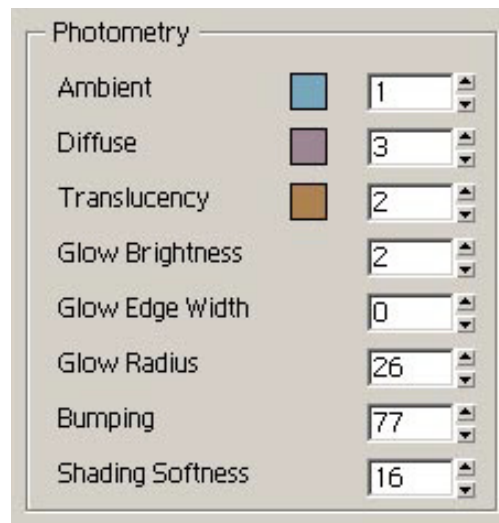 Photometry
Ambient 1
Diffuse 3
Translucency 2
Glow Brightness 2
Glow Edge Width 0
Glow Radius 26
Bumping 77
Shading Softness 16